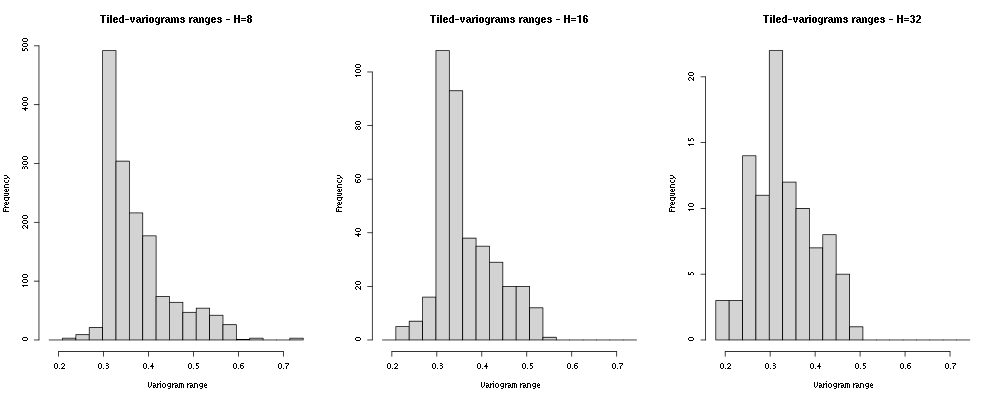 Tiled-variograms ranges - H=8
Frequency
500
400
300
200
100
0
0.2 0.3 0.4 0.5 0.6 0.7
Variogram range
Tiled-variograms ranges - H=16
Frequency
100
80
60
40
20
0
0.2 0.3 0.4 0.5 0.6 0.7
Variogram range
Tiled-variograms ranges - H=32
Frequency
20
15
10
5
0
0.2 0.3 0.4 0.5 0.6 0.7
Variogram range